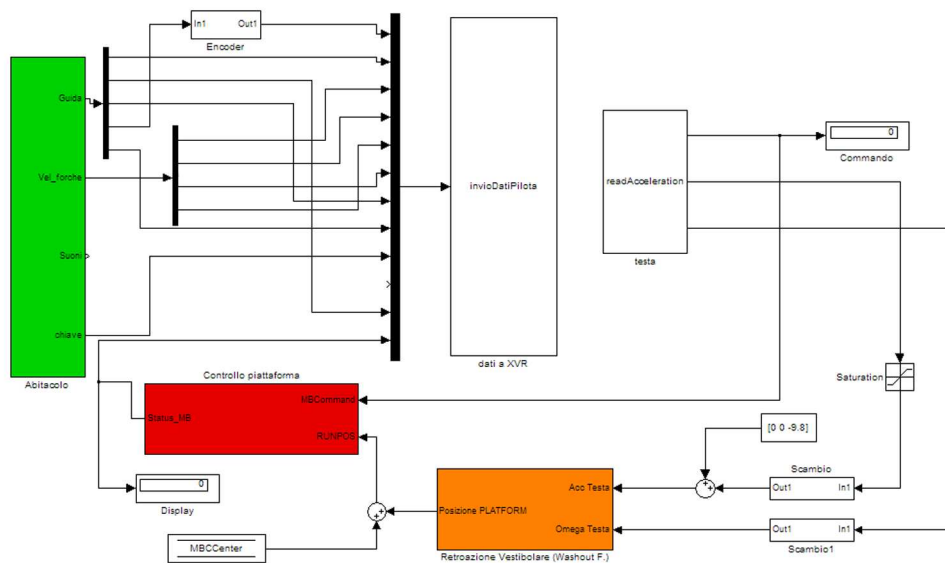 In1 Out1
Encoder
Guida
Vel_forche
Suoni
chiave
Abitacolo
invioDatiPilota
dati a XVR
readAcceleration
testa
0
Commando
Saturation
Controllo piattaforma
MBCommand
Status_MB
RUNPOS
[0 0 -9.8]
0
Display
MBCCenter
Posizione PLATFORM
Acc Testa
Omega Testa
Retroazione Vestibolare (Washout F.)
Scambio
Out1 In1
Out1 In1
Scambio1